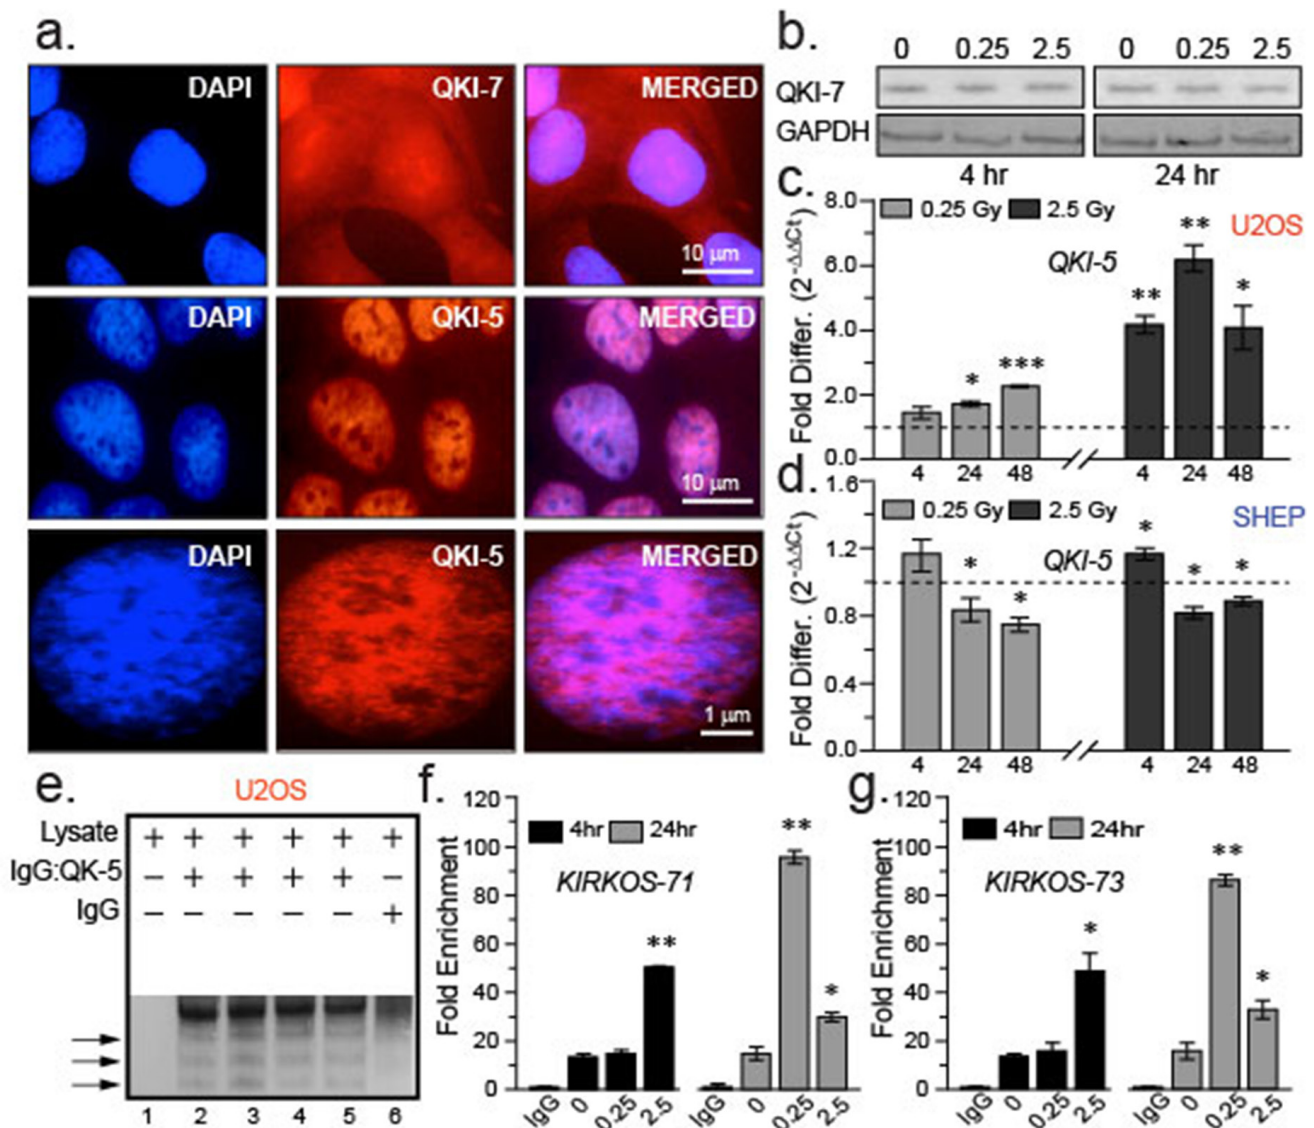 a.
DAPI QKI-7 MERGED
10 μm
DAPI QKI-5 MERGED
10 μm
DAPI QKI-5 MERGED
1 μm
b.
0 0.25 2.5 0 0.25 2.5
QKI-7
GAPDH
4 hr 24 hr
c.
Fold Differ. (2-ΔΔCt)
0.25 Gy 2.5 Gy U2OS
QKI-5
8.0
6.0
4.0
2.0
0.0
* *** ** ** *
4 24 48 4 24 48
d.
Fold Differ. (2-ΔΔCt)
0.25 Gy 2.5 Gy SHEP
QKI-5
1.6
1.2
0.8
0.4
0.0
* * * * *
4 24 48 4 24 48
e.
U2OS
Lysate + + + + + +
IgG:QK-5 – + + + + –
IgG – – – – – +
1 2 3 4 5 6
f.
Fold Enrichment
4hr 24hr
KIRKOS-71
120
100
80
60
40
20
0
** ** *
IgG 0 0.25 2.5 IgG 0 0.25 2.5
g.
Fold Enrichment
4hr 24hr
KIRKOS-73
120
100
80
60
40
20
0
* ** *
IgG 0 0.25 2.5 IgG 0 0.25 2.5